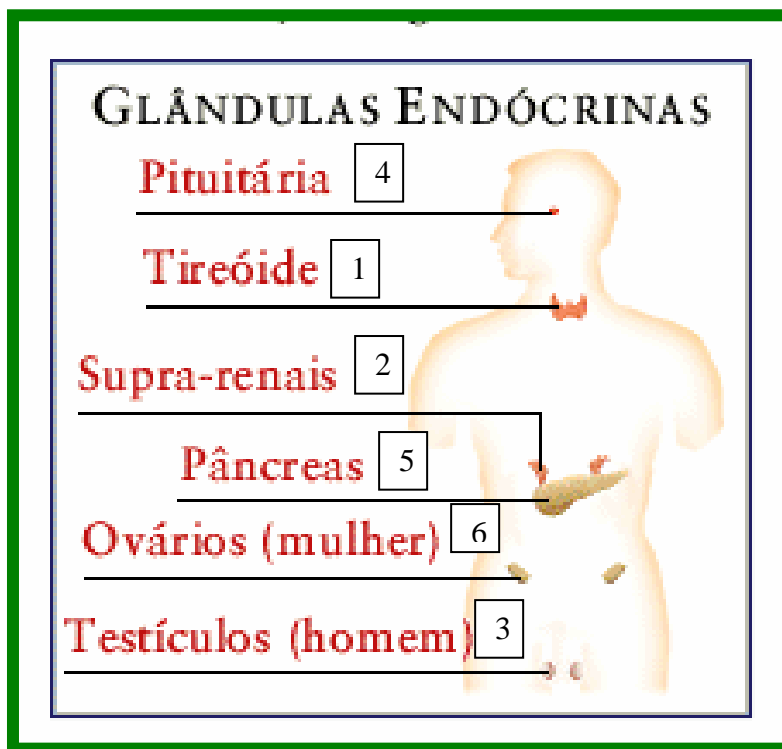 GLÂNDULAS ENDÓCRINAS
Pituitária 4
Tireóide 1
Supra-renais 2
Pâncreas 5
Ovários (mulher) 6
Testículos (homem) 3